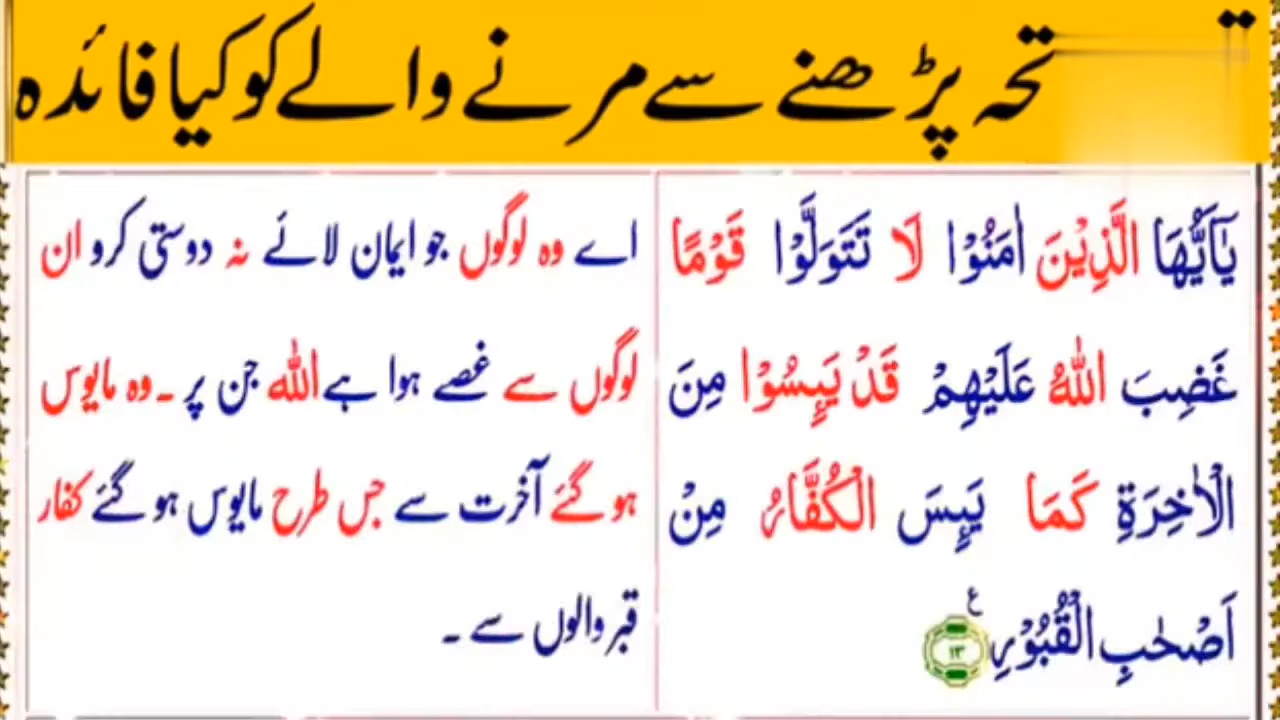 تحہ پڑھنے سے مرنے والے کو کیا فائدہ
یٰۤاَیُّهَا الَّذِیْنَ اٰمَنُوْا لَا تَتَوَلَّوْا قَوْمًا
غَضِبَ اللّٰهُ عَلَیْهِمْ قَدْ یَىِٕسُوْا مِنَ
الْاٰخِرَةِ كَمَا یَىِٕسَ الْكُفَّارُ مِنْ
اَصْحٰبِ الْقُبُوْرِ ع ۱۳
اے وہ لوگوں جو ایمان لائے نہ دوستی کرو ان
لوگوں سے غصے ہوا ہے اللہ جن پر ۔ وہ مایوس
ہو گئے آخرت سے جس طرح مایوس ہو گئے کفار
قبر والوں سے ۔